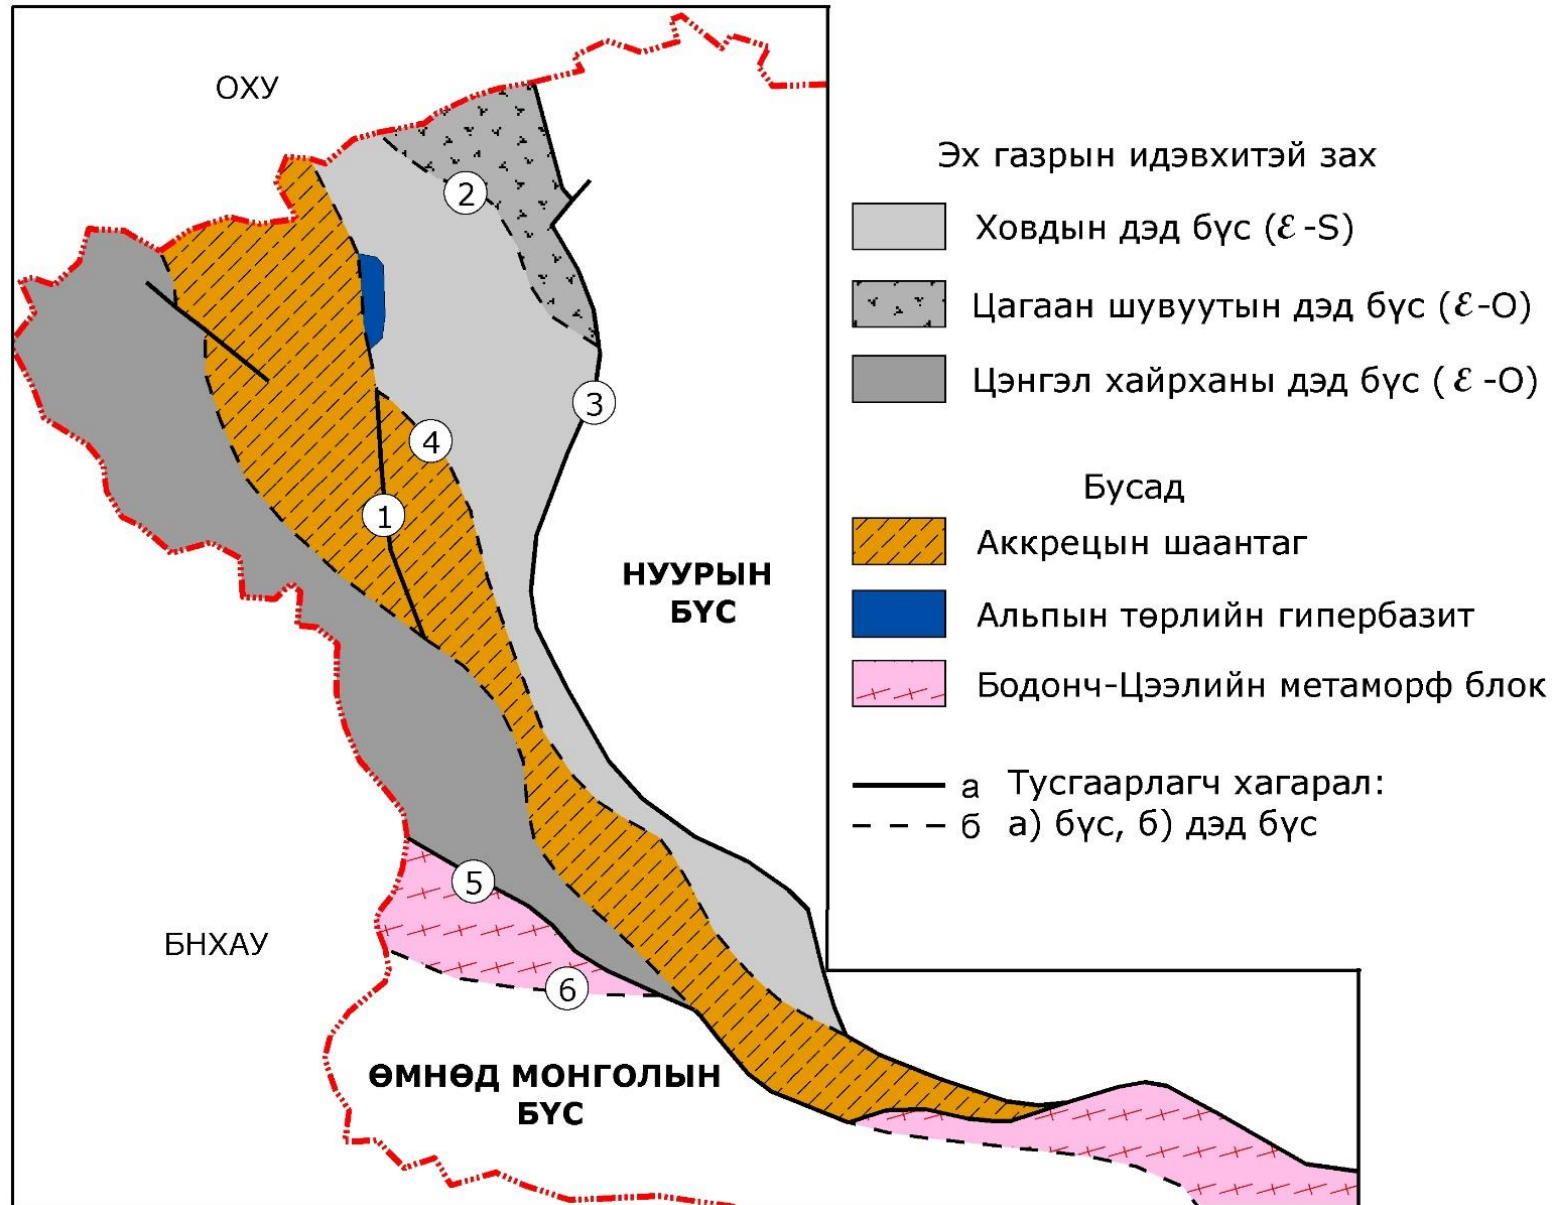 ОХУ
2
3
4
1
НУУРЫН
БҮС
5
6
БНХАУ
ӨМНӨД МОНГОЛЫН
БҮС
Эх газрын идэвхитэй зах
Ховдын дэд бүс (Ɛ-S)
Цагаан шувуутын дэд бүс (Ɛ-O)
Цэнгэл хайрханы дэд бүс ( Ɛ -O)
Бусад
Аккрецын шаантаг
Альпын төрлийн гипербазит
Бодонч-Цээлийн метаморф блок
а Тусгаарлагч хагарал:
б а) бүс, б) дэд бүс